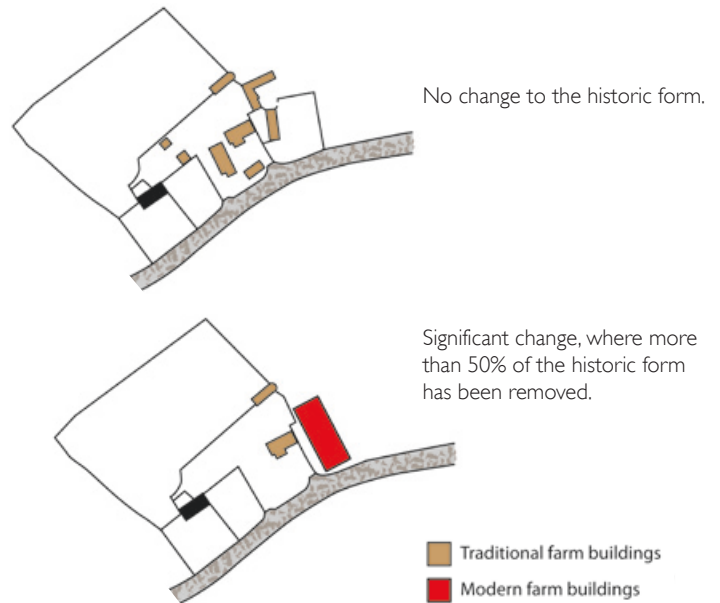 No change to the historic form.
Significant change, where more
than 50% of the historic form
has been removed.
Traditional farm buildings
Modern farm buildings